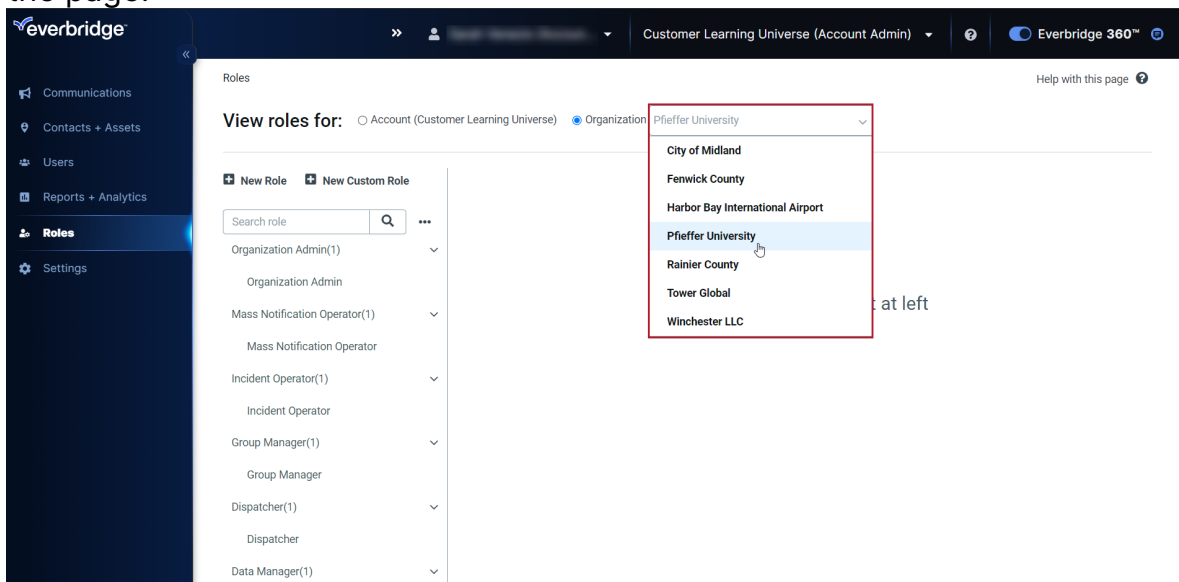 the page.
everbridge
Customer Learning Universe (Account Admin)
Everbridge 360™
Communications
Contacts + Assets
Users
Reports + Analytics
Roles
Settings
Roles
Help with this page
View roles for: Account (Customer Learning Universe) Organization Pfieffer University
City of Midland
Fenwick County
Harbor Bay International Airport
Pfieffer University
Rainier County
Tower Global
Winchester LLC
New Role New Custom Role
Search role
Organization Admin(1)
Organization Admin
Mass Notification Operator(1)
Mass Notification Operator
Incident Operator(1)
Incident Operator
Group Manager(1)
Group Manager
Dispatcher(1)
Dispatcher
Data Manager(1)
at left